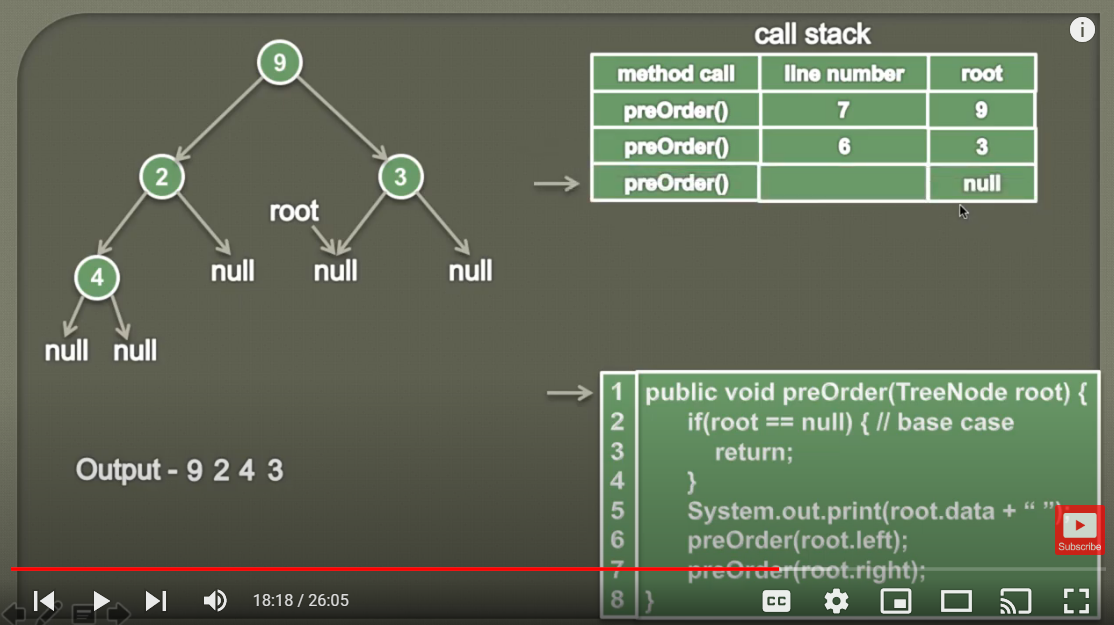 call stack
method call line number root
preOrder() 7 9
preOrder() 6 3
preOrder() null
9
2 3
root
null null null
4
null null
Output - 9 2 4 3
1 public void preOrder(TreeNode root) {
2 if(root == null) { // base case
3 return;
4 }
5 System.out.print(root.data + “ ”);
6 preOrder(root.left);
7 preOrder(root.right);
8 }
Subscribe
18:18 / 26:05
CC
i